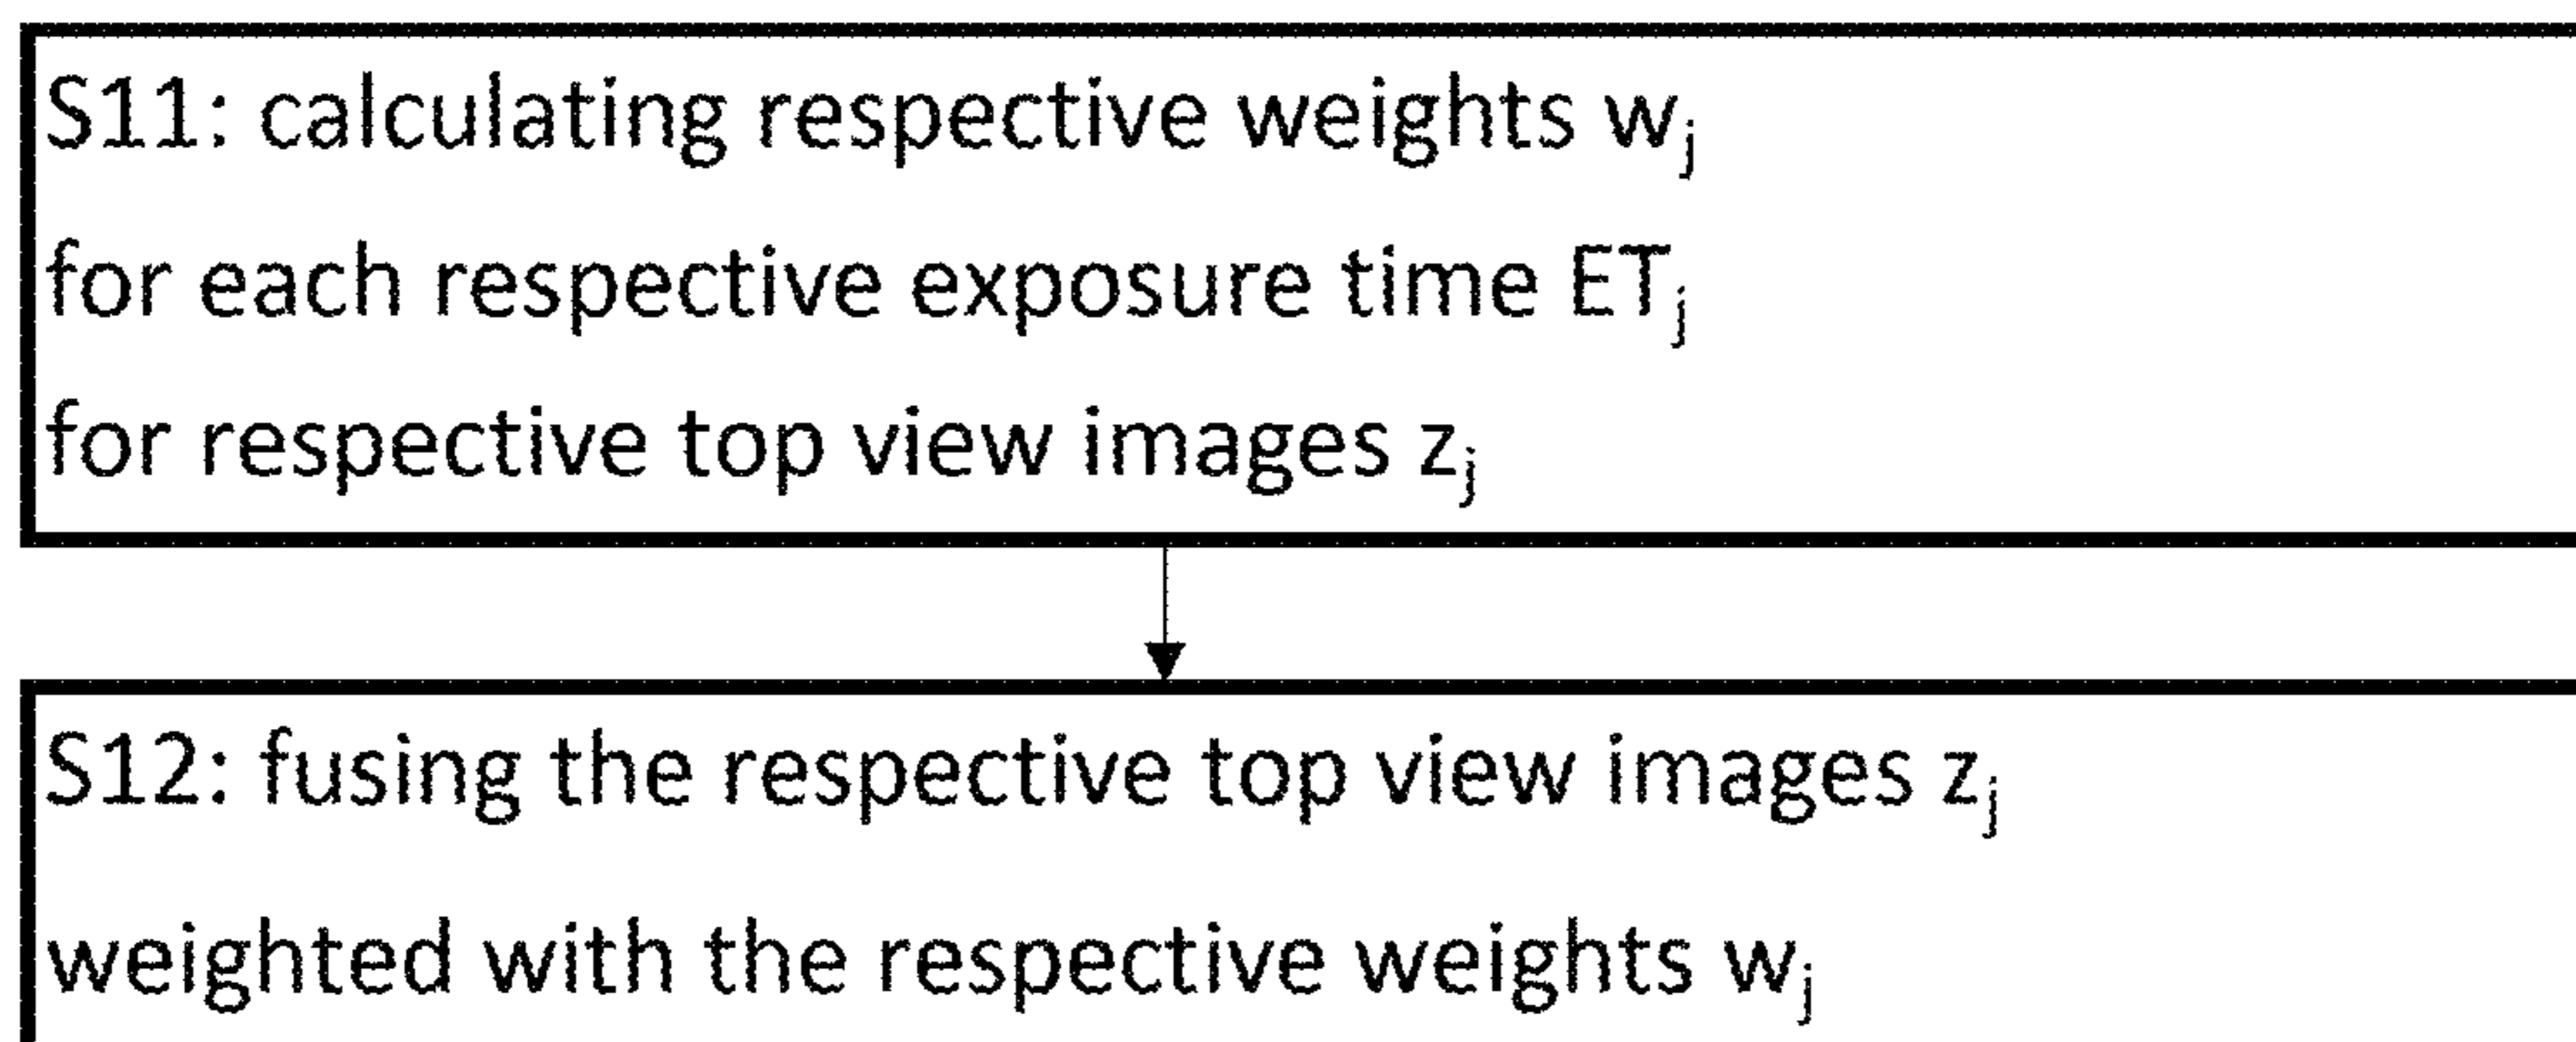 S11: calculating respective weights wj
for each respective exposure time ETj
for respective top view images zj
S12: fusing the respective top view images zj
weighted with the respective weights wj